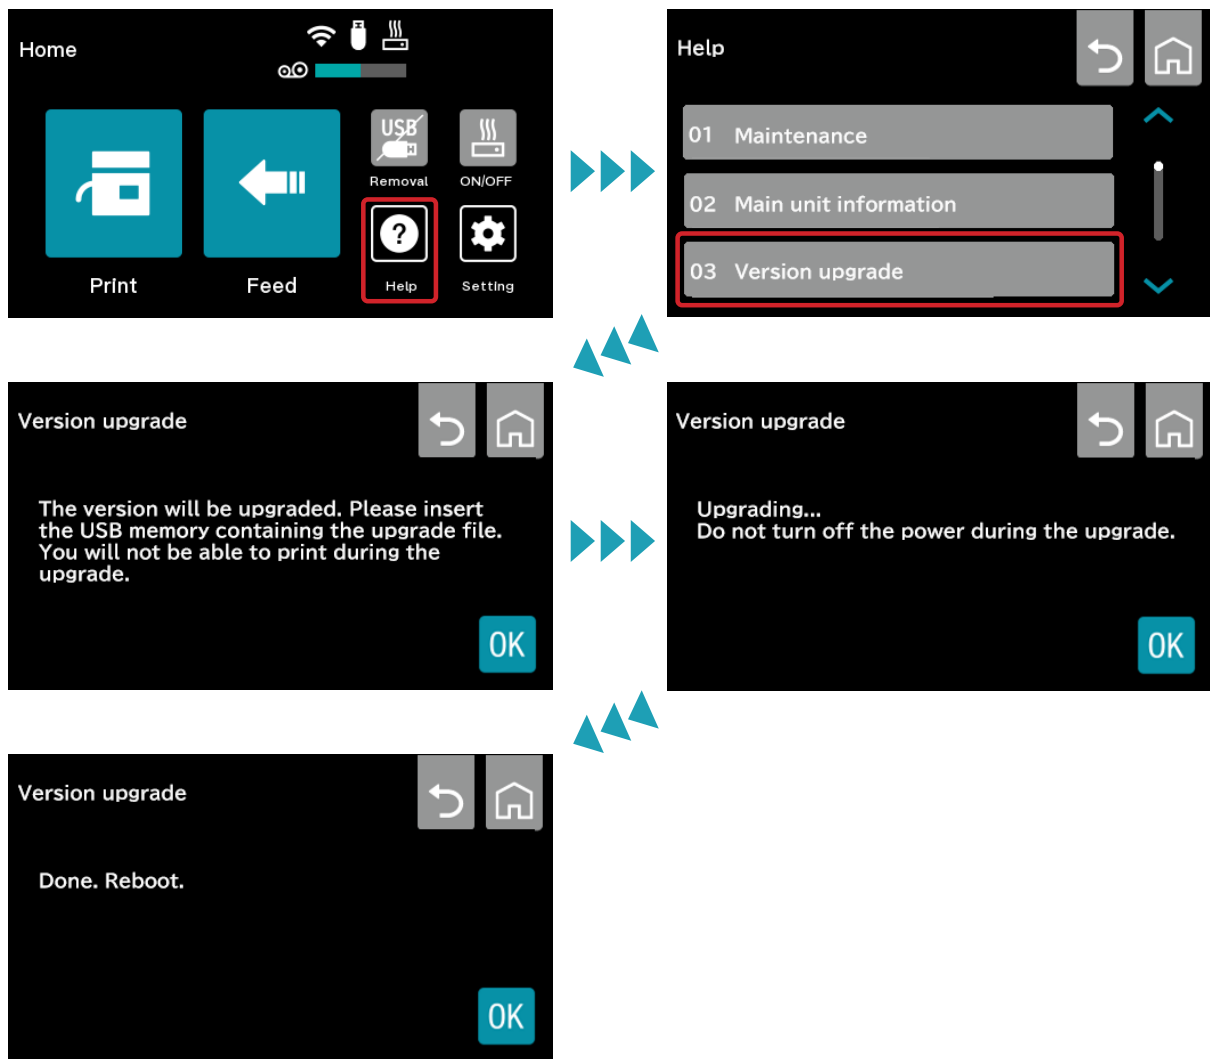 Home
USB
Removal
ON/OFF
?
Print
Feed
Help
Setting
Help
01 Maintenance
02 Main unit information
03 Version upgrade
Version upgrade
The version will be upgraded. Please insert
the USB memory containing the upgrade file.
You will not be able to print during the
upgrade.
OK
Version upgrade
Upgrading...
Do not turn off the power during the upgrade.
OK
Version upgrade
Done. Reboot.
OK